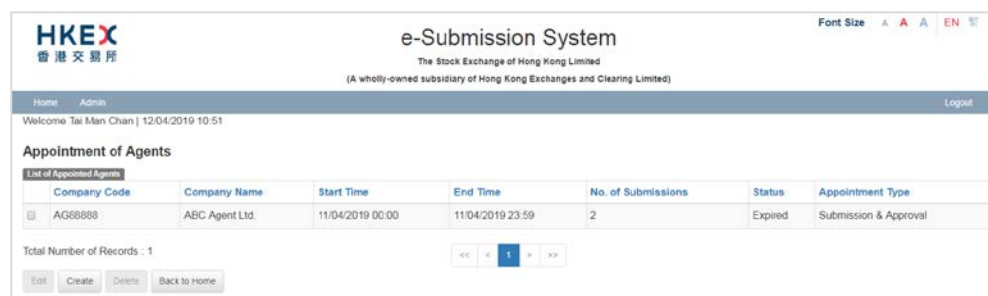 HKEX
香港交易所
e-Submission System
The Stock Exchange of Hong Kong Limited
(A wholly-owned subsidiary of Hong Kong Exchanges and Clearing Limited)
Font Size A A A EN
Home Admin Logout
Welcome Tai Man Chan | 12/04/2019 10:51
Appointment of Agents
List of Appointed Agents
Company Code Company Name Start Time End Time No. of Submissions Status Appointment Type
AG88888 ABC Agent Ltd. 11/04/2019 00:00 11/04/2019 23:59 2 Expired Submission & Approval
Total Number of Records : 1
<< < 1 > >>
Edit Create Delete Back to Home